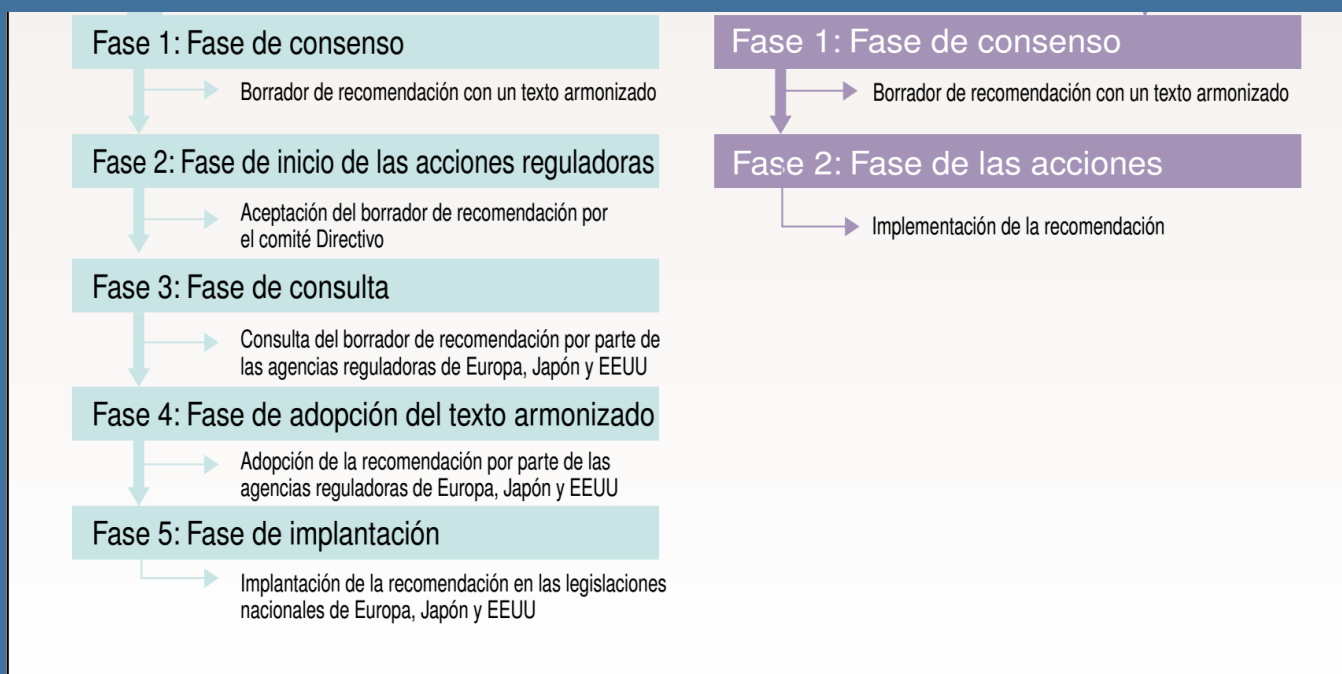 Fase 1: Fase de consenso
Borrador de recomendación con un texto armonizado
Fase 2: Fase de inicio de las acciones reguladoras
Aceptación del borrador de recomendación por
el comité Directivo
Fase 3: Fase de consulta
Consulta del borrador de recomendación por parte de
las agencias reguladoras de Europa, Japón y EEUU
Fase 4: Fase de adopción del texto armonizado
Adopción de la recomendación por parte de las
agencias reguladoras de Europa, Japón y EEUU
Fase 5: Fase de implantación
Implantación de la recomendación en las legislaciones
nacionales de Europa, Japón y EEUU
Fase 1: Fase de consenso
Borrador de recomendación con un texto armonizado
Fase 2: Fase de las acciones
Implementación de la recomendación